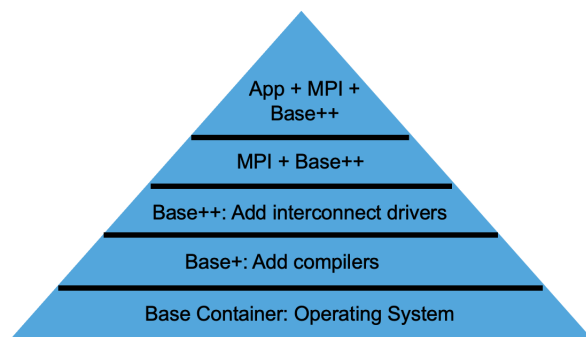 App + MPI +
Base++
MPI + Base++
Base++: Add interconnect drivers
Base+: Add compilers
Base Container: Operating System